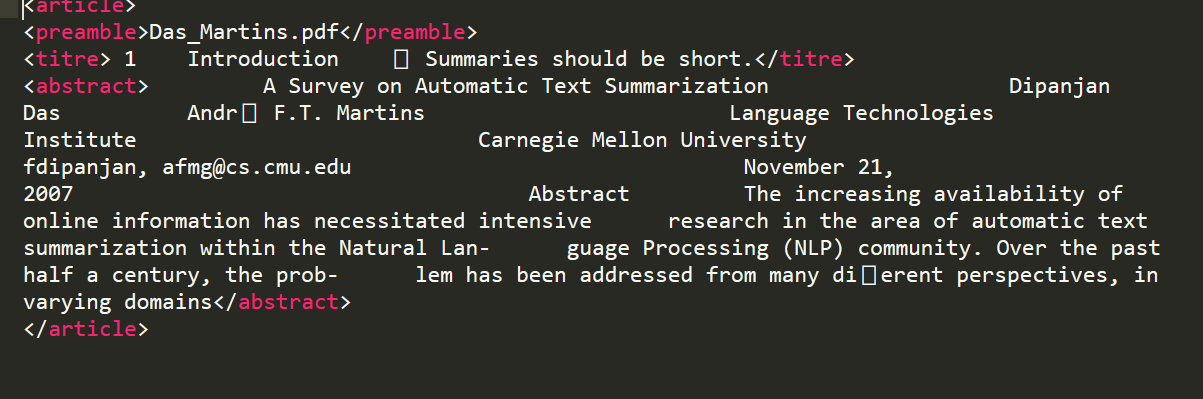 <article>
<preamble>Das_Martins.pdf</preamble>
<titre> 1    Introduction    □ Summaries should be short.</titre>
<abstract>         A Survey on Automatic Text Summarization                   Dipanjan
Das          Andr□ F.T. Martins                        Language Technologies
Institute                           Carnegie Mellon University
fdipanjan, afmg@cs.cmu.edu                               November 21,
2007                                    Abstract         The increasing availability of
online information has necessitated intensive      research in the area of automatic text
summarization within the Natural Lan-      guage Processing (NLP) community. Over the past
half a century, the prob-      lem has been addressed from many di□erent perspectives, in
varying domains</abstract>
</article>